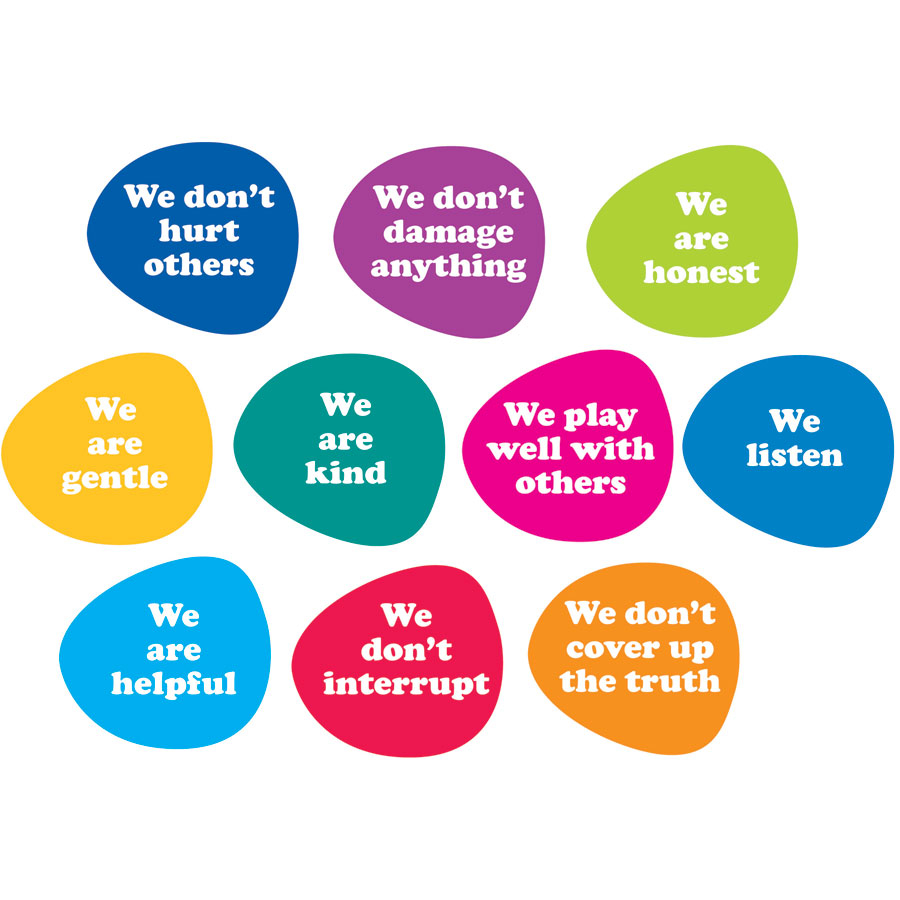 We don't
hurt
others
We don't
damage
anything
We
are
honest
We
are
gentle
We
are
kind
We play
well with
others
We
listen
We
are
helpful
We
don't
interrupt
We don't
cover up
the truth